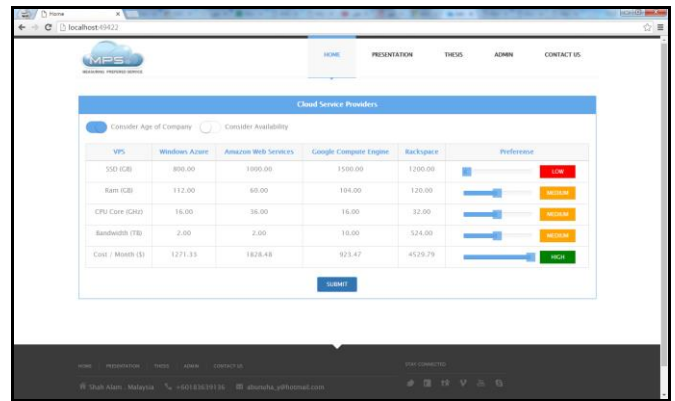 Home
localhost:49422
MPS
MEASURING PREFERRED SERVICE
HOME PRESENTATION THESIS ADMIN CONTACT US
Cloud Service Providers
Consider Age of Company Consider Availability
VPS Windows Azure Amazon Web Services Google Compute Engine Rackspace Preference
SSD (GB) 800.00 1000.00 1500.00 1200.00 LOW
Ram (GB) 112.00 60.00 104.00 120.00 MEDIUM
CPU Core (GHz) 16.00 36.00 16.00 32.00 MEDIUM
Bandwidth (TB) 2.00 2.00 10.00 524.00 MEDIUM
Cost / Month ($) 1271.33 1828.48 923.47 4529.79 HIGH
SUBMIT
HOME PRESENTATION THESIS ADMIN CONTACT US STAY CONNECTED
Shah Alam , Malaysia +60183639136